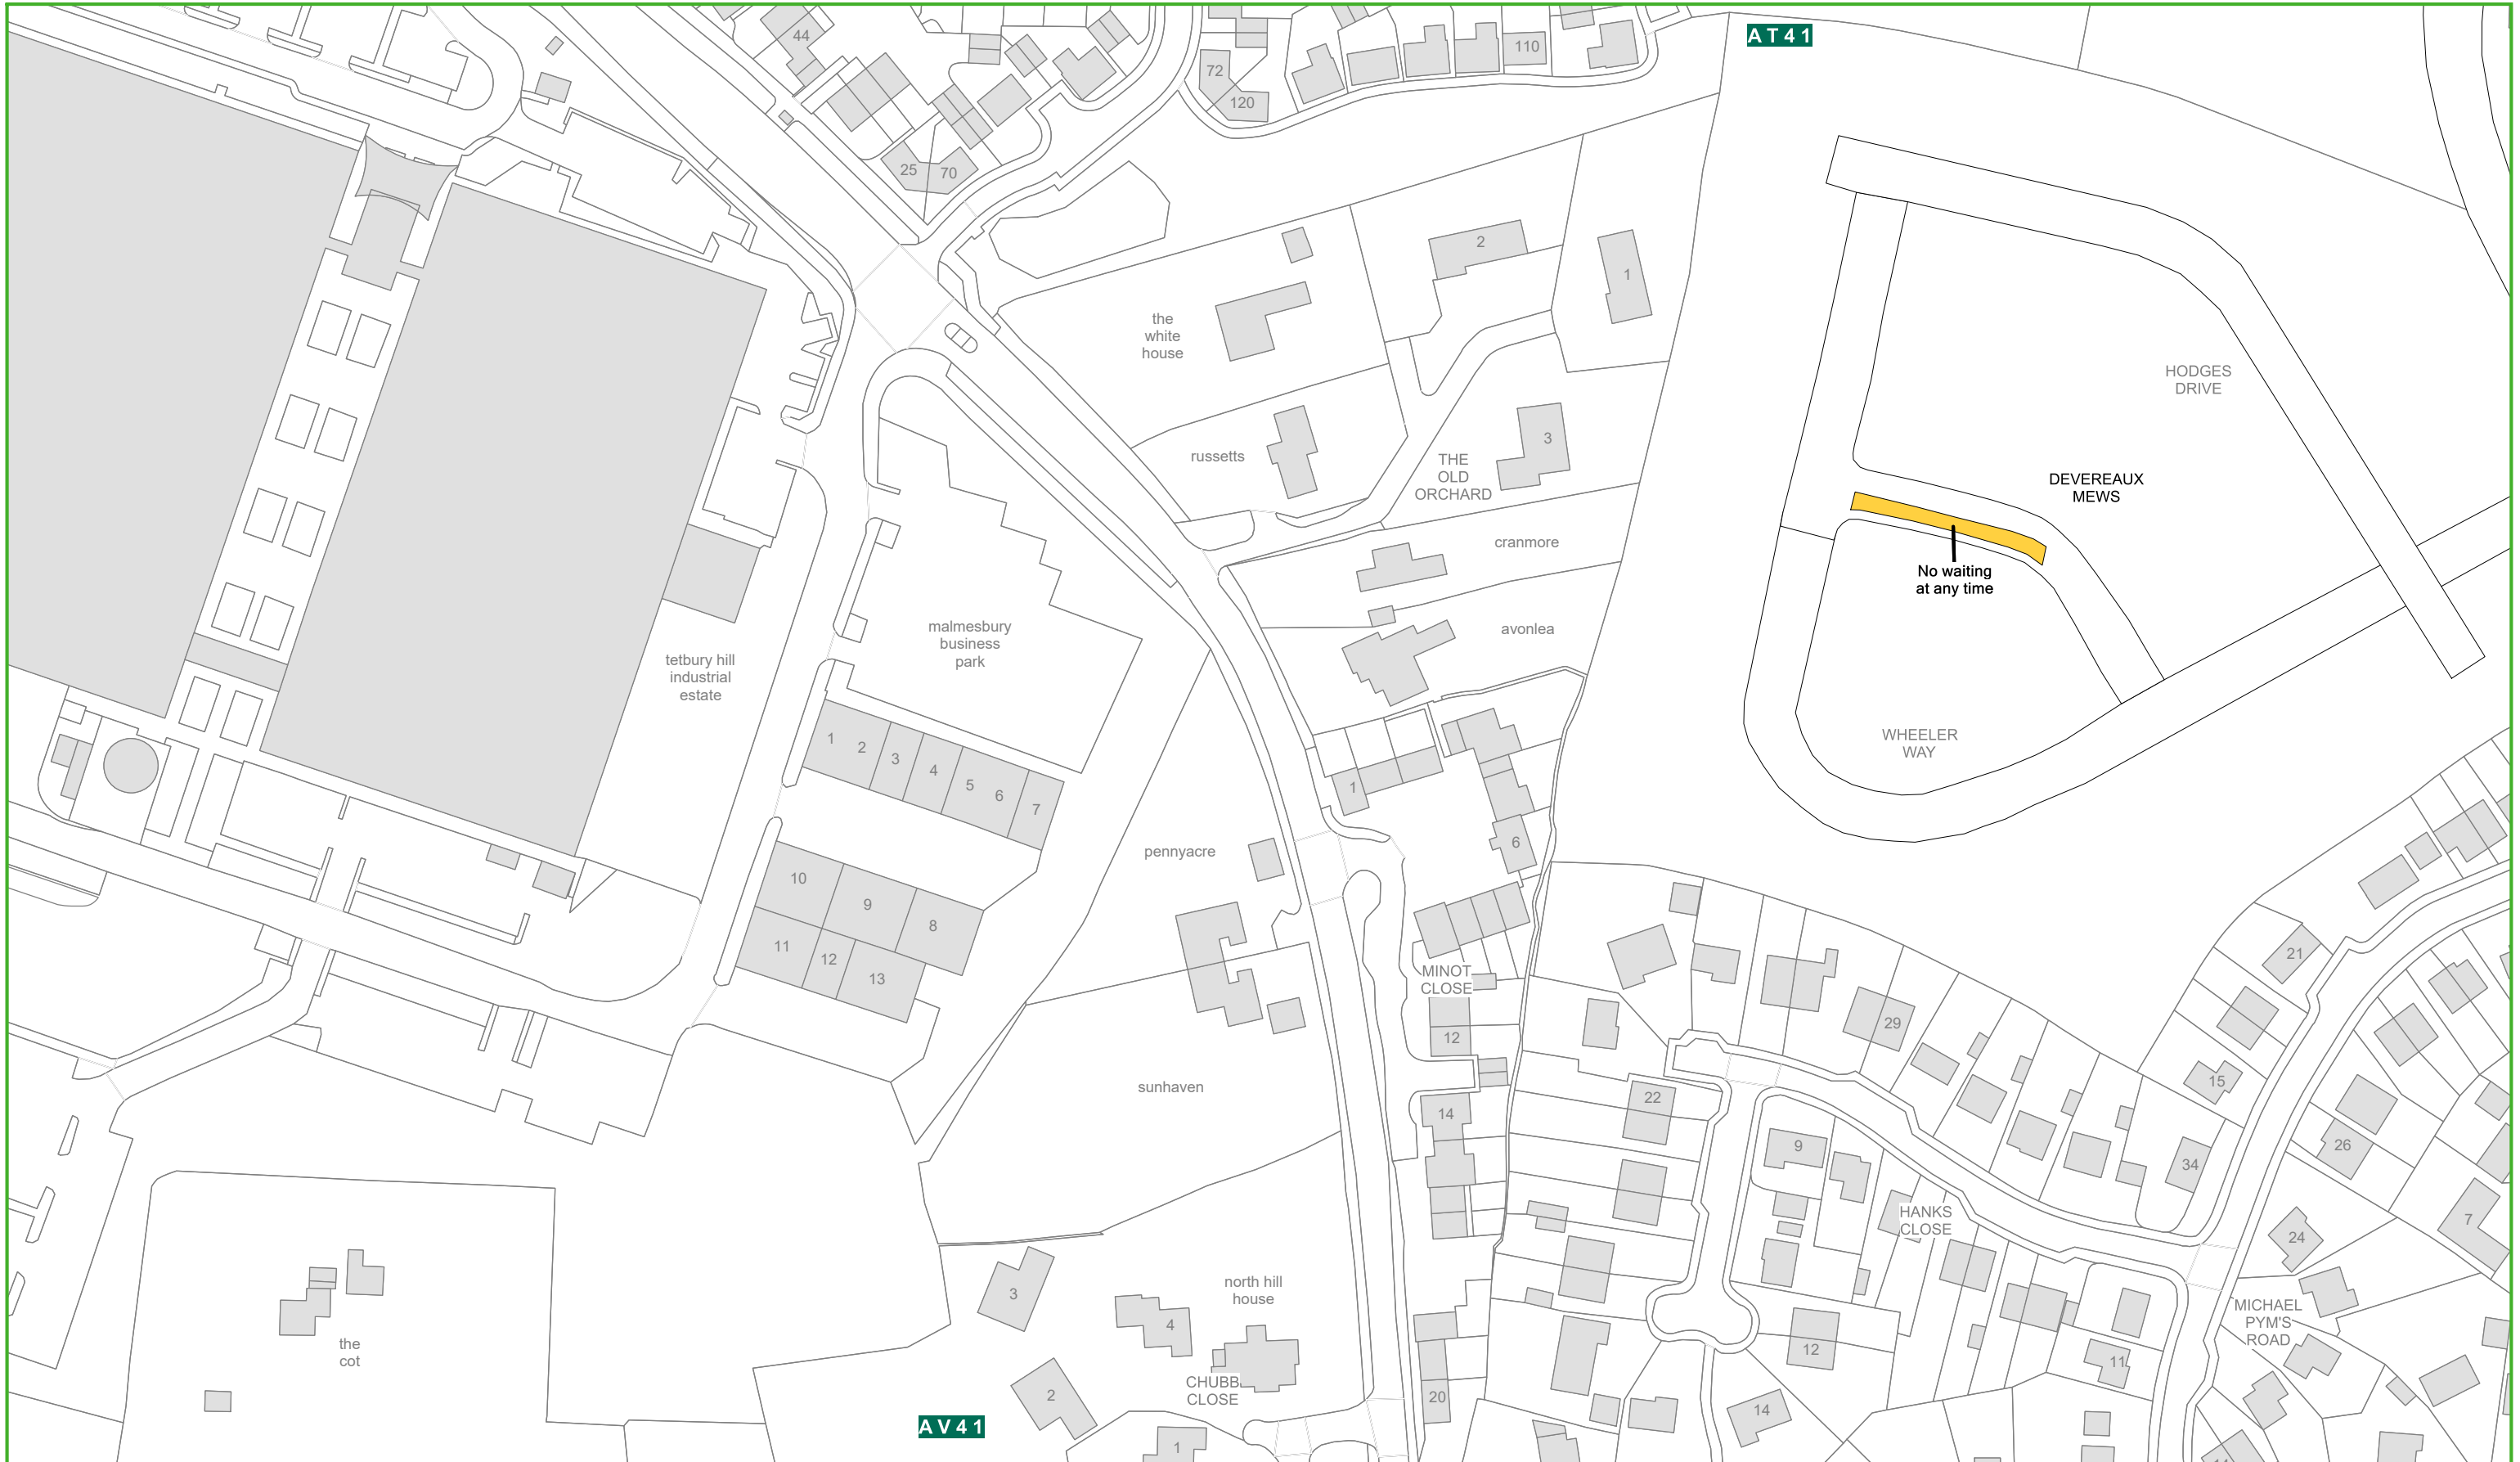 44
72
120
110
AT41
25
70
2
1
the
white
house
HODGES
DRIVE
russetts
3
THE
OLD
ORCHARD
DEVEREAUX
MEWS
cranmore
No waiting
at any time
malmesbury
business
park
avonlea
tetbury hill
industrial
estate
1
2
3
4
5
6
7
WHEELER
WAY
1
6
pennyacre
10
9
8
11
12
13
MINOT
CLOSE
12
21
29
15
sunhaven
14
22
9
34
26
HANKS
CLOSE
7
24
3
north hill
house
4
the
cot
MICHAEL
PYM'S
ROAD
12
11
2
CHUBB
CLOSE
20
14
AV41
1